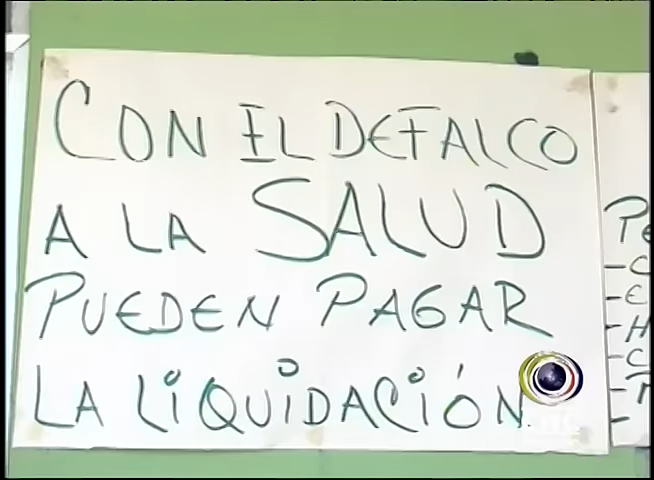 CON EL DEFALCO
A LA SALUD
PUEDEN PAGAR
LA LIQUIDACIÓN